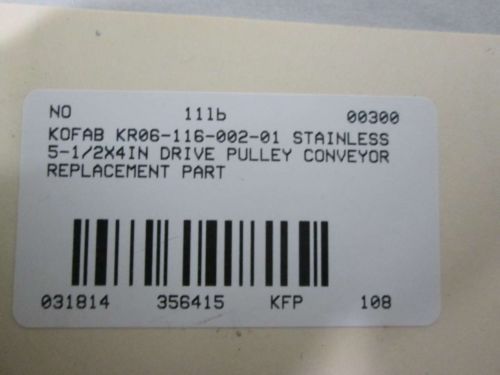 NO 11lb 00300
KOFAB KR06-116-002-01 STAINLESS
5-1/2X4IN DRIVE PULLEY CONVEYOR
REPLACEMENT PART
031814 356415 KFP 108